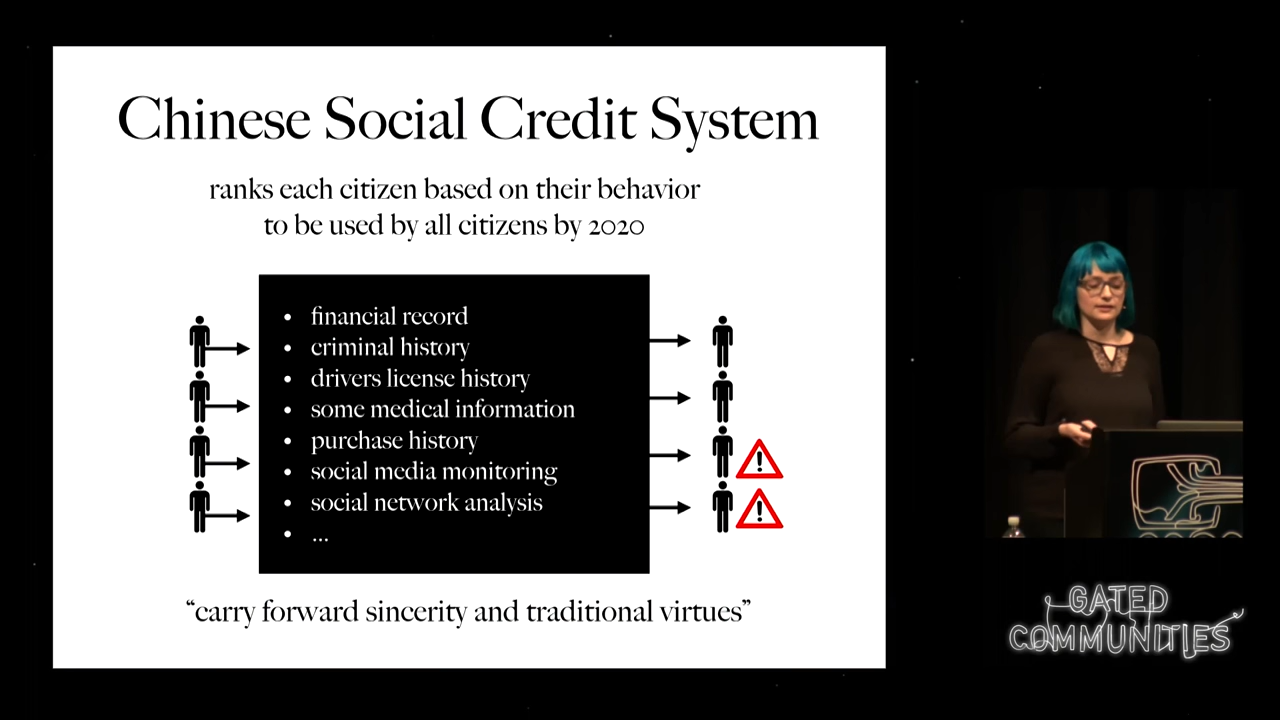 Chinese Social Credit System
ranks each citizen based on their behavior
to be used by all citizens by 2020
• financial record
• criminal history
• drivers license history
• some medical information
• purchase history
• social media monitoring
• social network analysis
• ...
“carry forward sincerity and traditional virtues”
GATED
COMMUNITIES